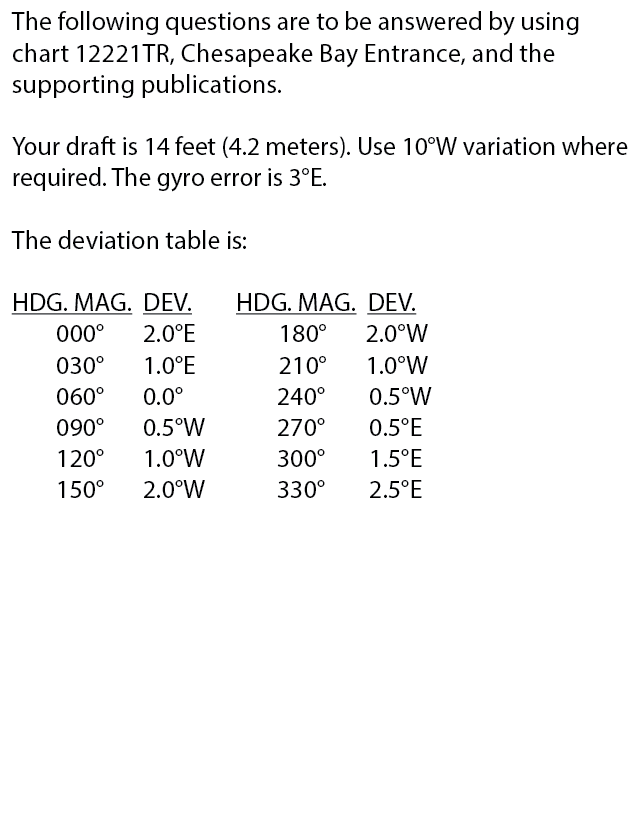 The following questions are to be answered by using
chart 12221TR, Chesapeake Bay Entrance, and the
supporting publications.
Your draft is 14 feet (4.2 meters). Use 10°W variation where
required. The gyro error is 3°E.
The deviation table is:
HDG. MAG. DEV. HDG. MAG. DEV.
000° 2.0°E 180° 2.0°W
030° 1.0°E 210° 1.0°W
060° 0.0° 240° 0.5°W
090° 0.5°W 270° 0.5°E
120° 1.0°W 300° 1.5°E
150° 2.0°W 330° 2.5°E